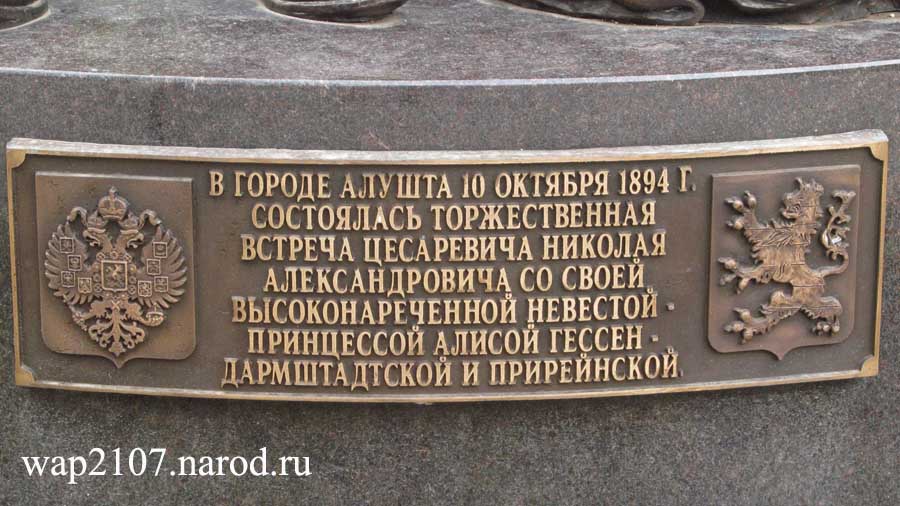 В ГОРОДЕ АЛУШТА 10 ОКТЯБРЯ 1894 Г.
СОСТОЯЛАСЬ ТОРЖЕСТВЕННАЯ
ВСТРЕЧА ЦЕСАРЕВИЧА НИКОЛАЯ
АЛЕКСАНДРОВИЧА СО СВОЕЙ
ВЫСОКОНАРЕЧЕННОЙ НЕВЕСТОЙ -
ПРИНЦЕССОЙ АЛИСОЙ ГЕССЕН -
ДАРМШТАДТСКОЙ И ПРИРЕЙНСКОЙ.
wap2107.narod.ru